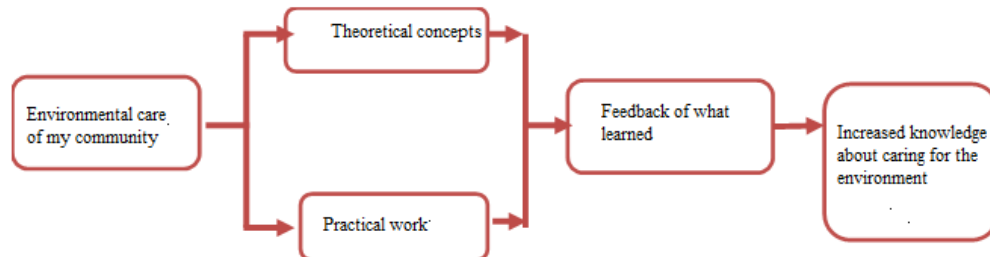 Theoretical concepts
Environmental care.
of my community
Practical work
Feedback of what
learned
Increased knowledge
about caring for the
environment